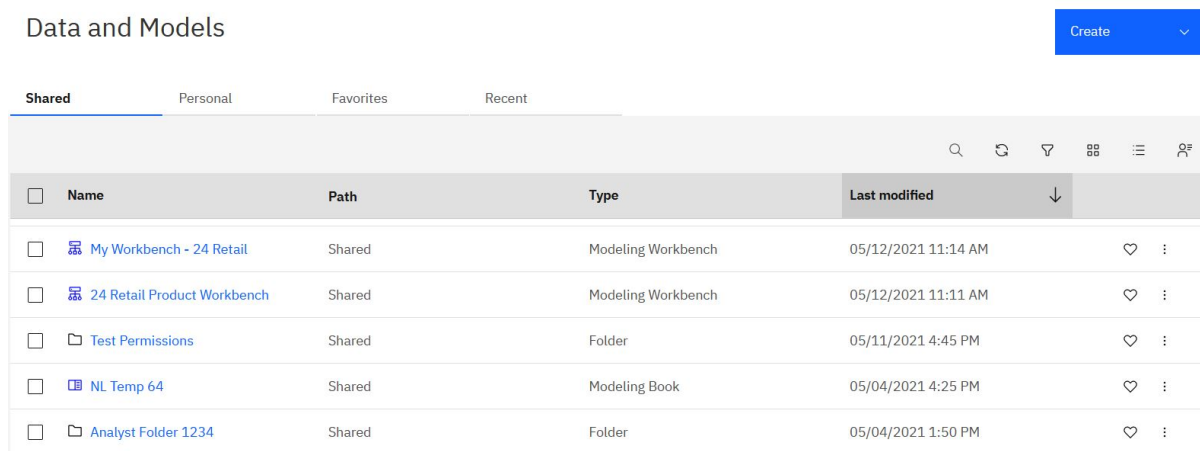 Data and Models
Create
Shared Personal Favorites Recent
Name Path Type Last modified
My Workbench - 24 Retail Shared Modeling Workbench 05/12/2021 11:14 AM
24 Retail Product Workbench Shared Modeling Workbench 05/12/2021 11:11 AM
Test Permissions Shared Folder 05/11/2021 4:45 PM
NL Temp 64 Shared Modeling Book 05/04/2021 4:25 PM
Analyst Folder 1234 Shared Folder 05/04/2021 1:50 PM